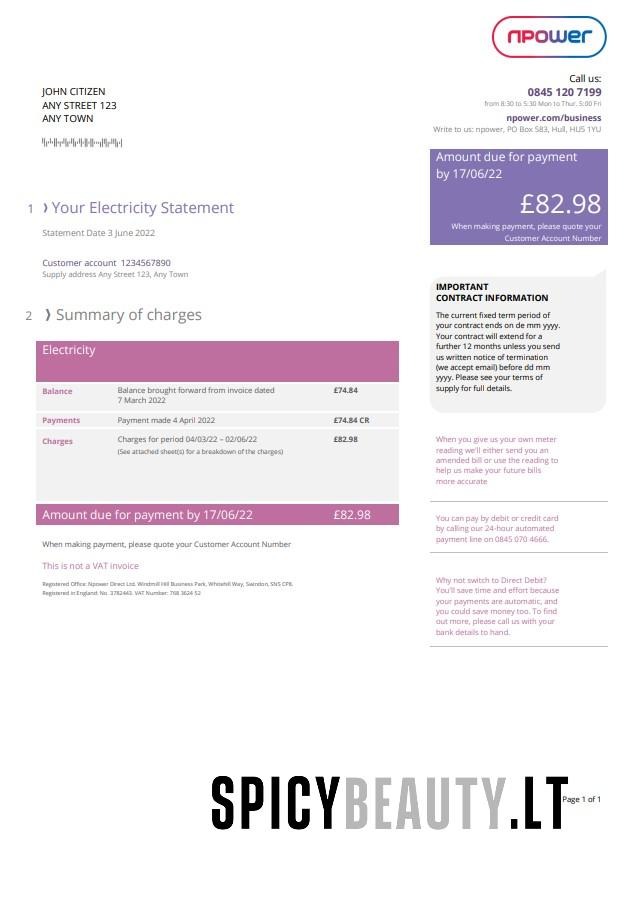 npower
JOHN CITIZEN
ANY STREET 123
ANY TOWN
Call us:
0845 120 7199
from 8:30 to 5:30 Mon to Thur. 5:00 Fri
npower.com/business
Write to us: npower, PO Box 583, Hull, HU5 1YU
Amount due for payment
by 17/06/22
£82.98
When making payment, please quote your
Customer Account Number
1 Your Electricity Statement
Statement Date 3 June 2022
Customer account 1234567890
Supply address Any Street 123, Any Town
IMPORTANT
CONTRACT INFORMATION
The current fixed term period of
your contract ends on de mm yyyy.
Your contract will extend for a
further 12 months unless you send
us written notice of termination
(we accept email) before dd mm
yyyy. Please see your terms of
supply for full details.
2 Summary of charges
Electricity
Balance Balance brought forward from invoice dated £74.84
7 March 2022
Payments Payment made 4 April 2022 £74.84 CR
Charges Charges for period 04/03/22 – 02/06/22 £82.98
(See attached sheet(s) for a breakdown of the charges)
Amount due for payment by 17/06/22 £82.98
When making payment, please quote your Customer Account Number
This is not a VAT invoice
Registered Office: Npower Direct Ltd. Windmill Hill Business Park, Whitehill Way, Swindon, SN5 CP8.
Registered in England: No. 3782443. VAT Number: 768 3624 52
When you give us your own meter
reading we'll either send you an
amended bill or use the reading to
help us make your future bills
more accurate
You can pay by debit or credit card
by calling our 24-hour automated
payment line on 0845 070 4666.
Why not switch to Direct Debit?
You'll save time and effort because
your payments are automatic, and
you could save money too. To find
out more, please call us with your
bank details to hand.
SPICYBEAUTY.LT
Page 1 of 1